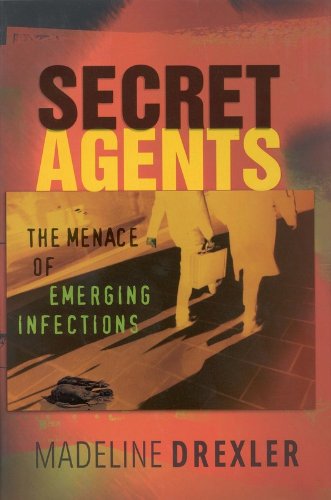 SECRET
AGENTS
THE MENACE
OF
EMERGING
INFECTIONS
MADELINE DREXLER